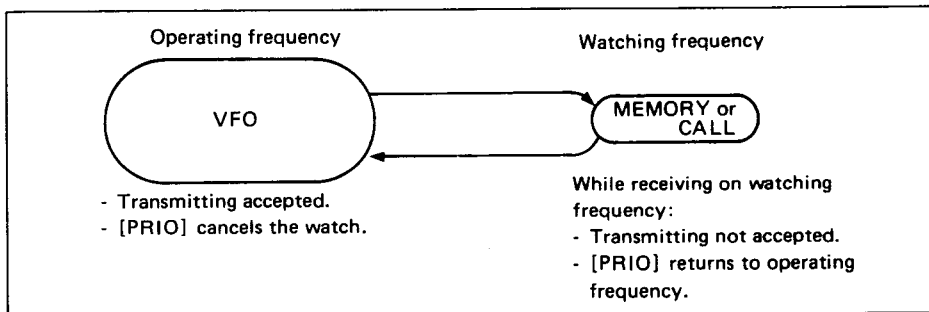 Operating frequency
VFO
- Transmitting accepted.
- [PRIO] cancels the watch.
Watching frequency
MEMORY or
CALL
While receiving on watching
frequency:
- Transmitting not accepted.
- [PRIO] returns to operating
frequency.